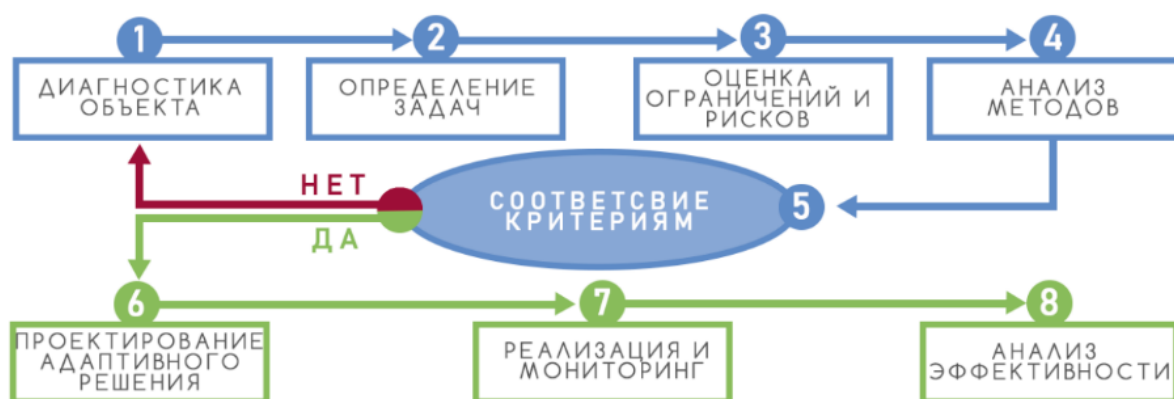 1
ДИАГНОСТИКА
ОБЪЕКТА
2
ОПРЕДЕЛЕНИЕ
ЗАДАЧ
3
ОЦЕНКА
ОГРАНИЧЕНИЙ И
РИСКОВ
4
АНАЛИЗ
МЕТОДОВ
5
СООТВЕТСВИЕ
КРИТЕРИЯМ
НЕТ
ДА
6
ПРОЕКТИРОВАНИЕ
АДАПТИВНОГО
РЕШЕНИЯ
7
РЕАЛИЗАЦИЯ И
МОНИТОРИНГ
8
АНАЛИЗ
ЭФФЕКТИВНОСТИ